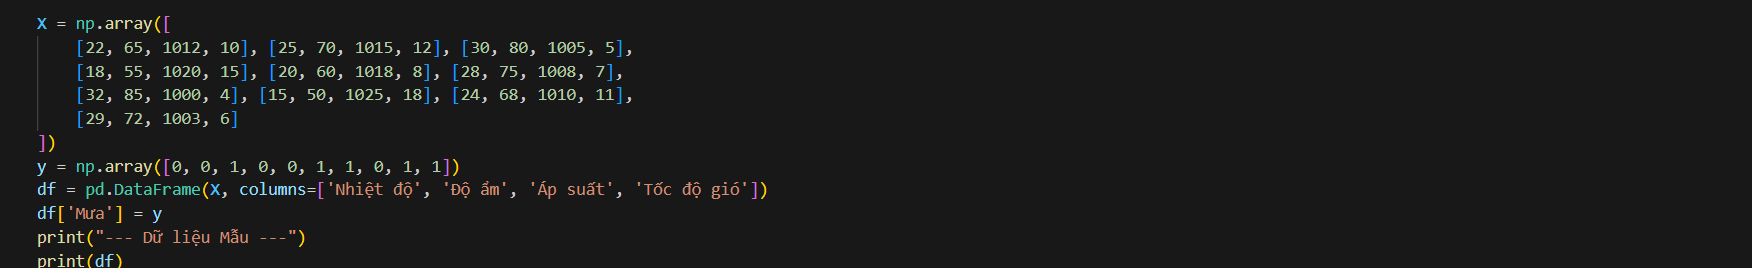 X = np.array([
    [22, 65, 1012, 10], [25, 70, 1015, 12], [30, 80, 1005, 5],
    [18, 55, 1020, 15], [20, 60, 1018, 8], [28, 75, 1008, 7],
    [32, 85, 1000, 4], [15, 50, 1025, 18], [24, 68, 1010, 11],
    [29, 72, 1003, 6]
])
y = np.array([0, 0, 1, 0, 0, 1, 1, 0, 1, 1])
df = pd.DataFrame(X, columns=['Nhiệt độ', 'Độ ẩm', 'Áp suất', 'Tốc độ gió'])
df['Mưa'] = y
print("--- Dữ liệu Mẫu ---")
print(df)